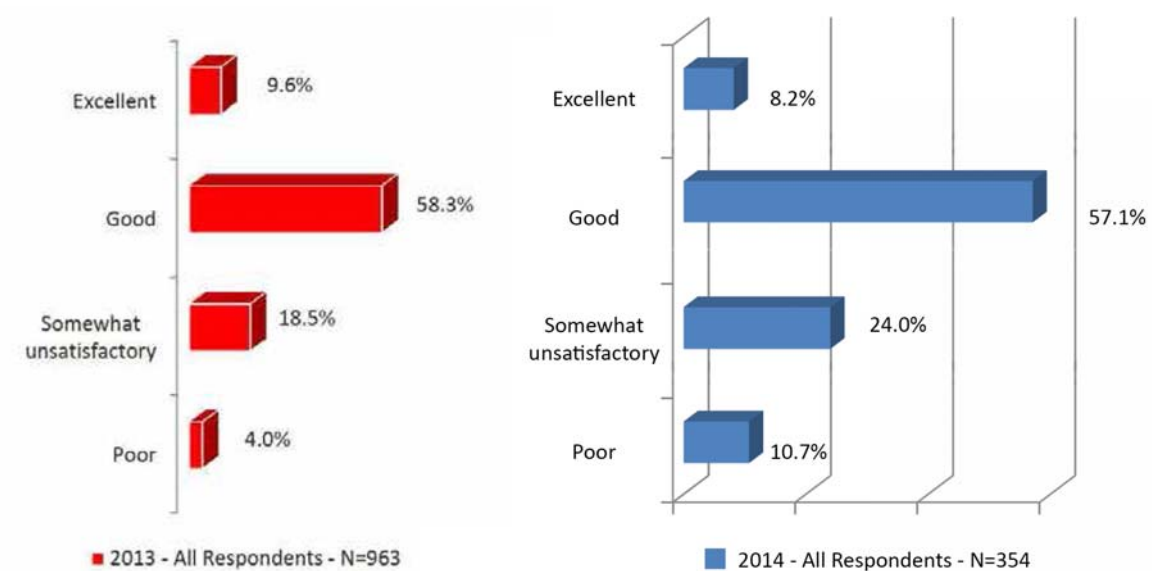 Excellent
9.6%
Good
58.3%
Somewhat
unsatisfactory
18.5%
Poor
4.0%
2013 - All Respondents - N=963
Excellent
8.2%
Good
57.1%
Somewhat
unsatisfactory
24.0%
Poor
10.7%
2014 - All Respondents - N=354